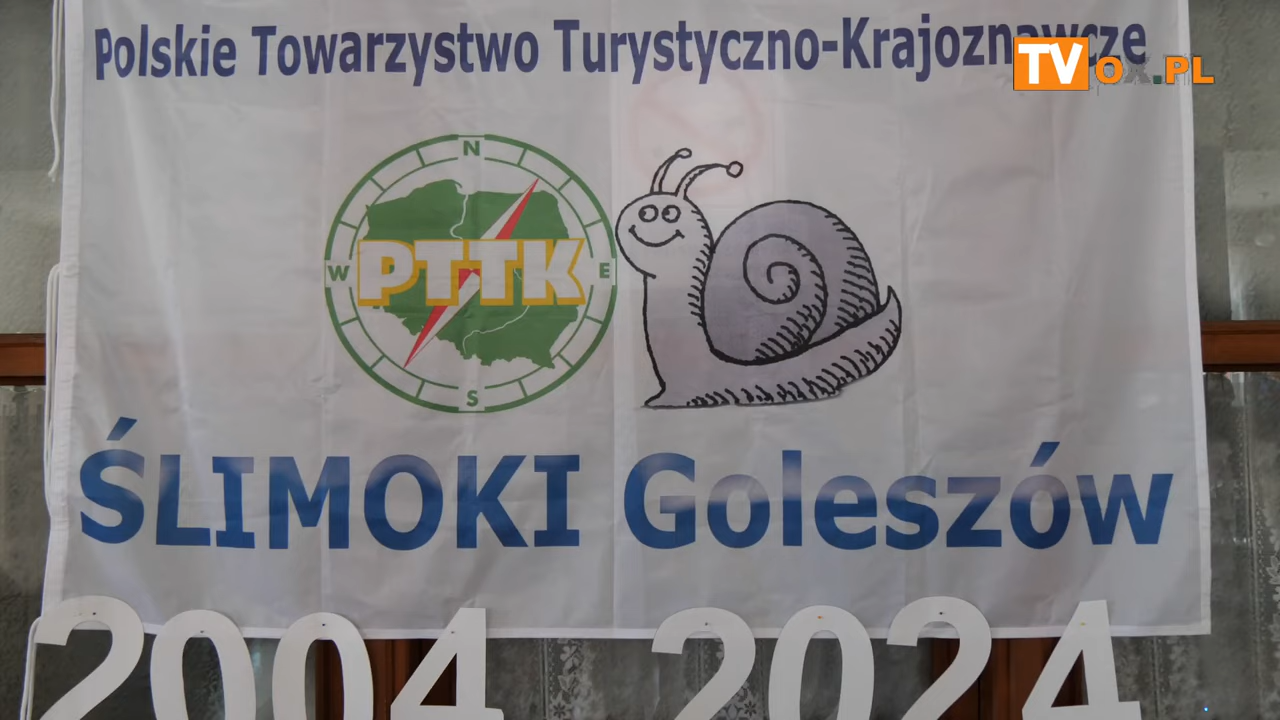 Polskie Towarzystwo Turystyczno-Krajoznawcze
TVOX.PL
N
W PTTK E
S
ŚLIMOKI Goleszów
2004 2024